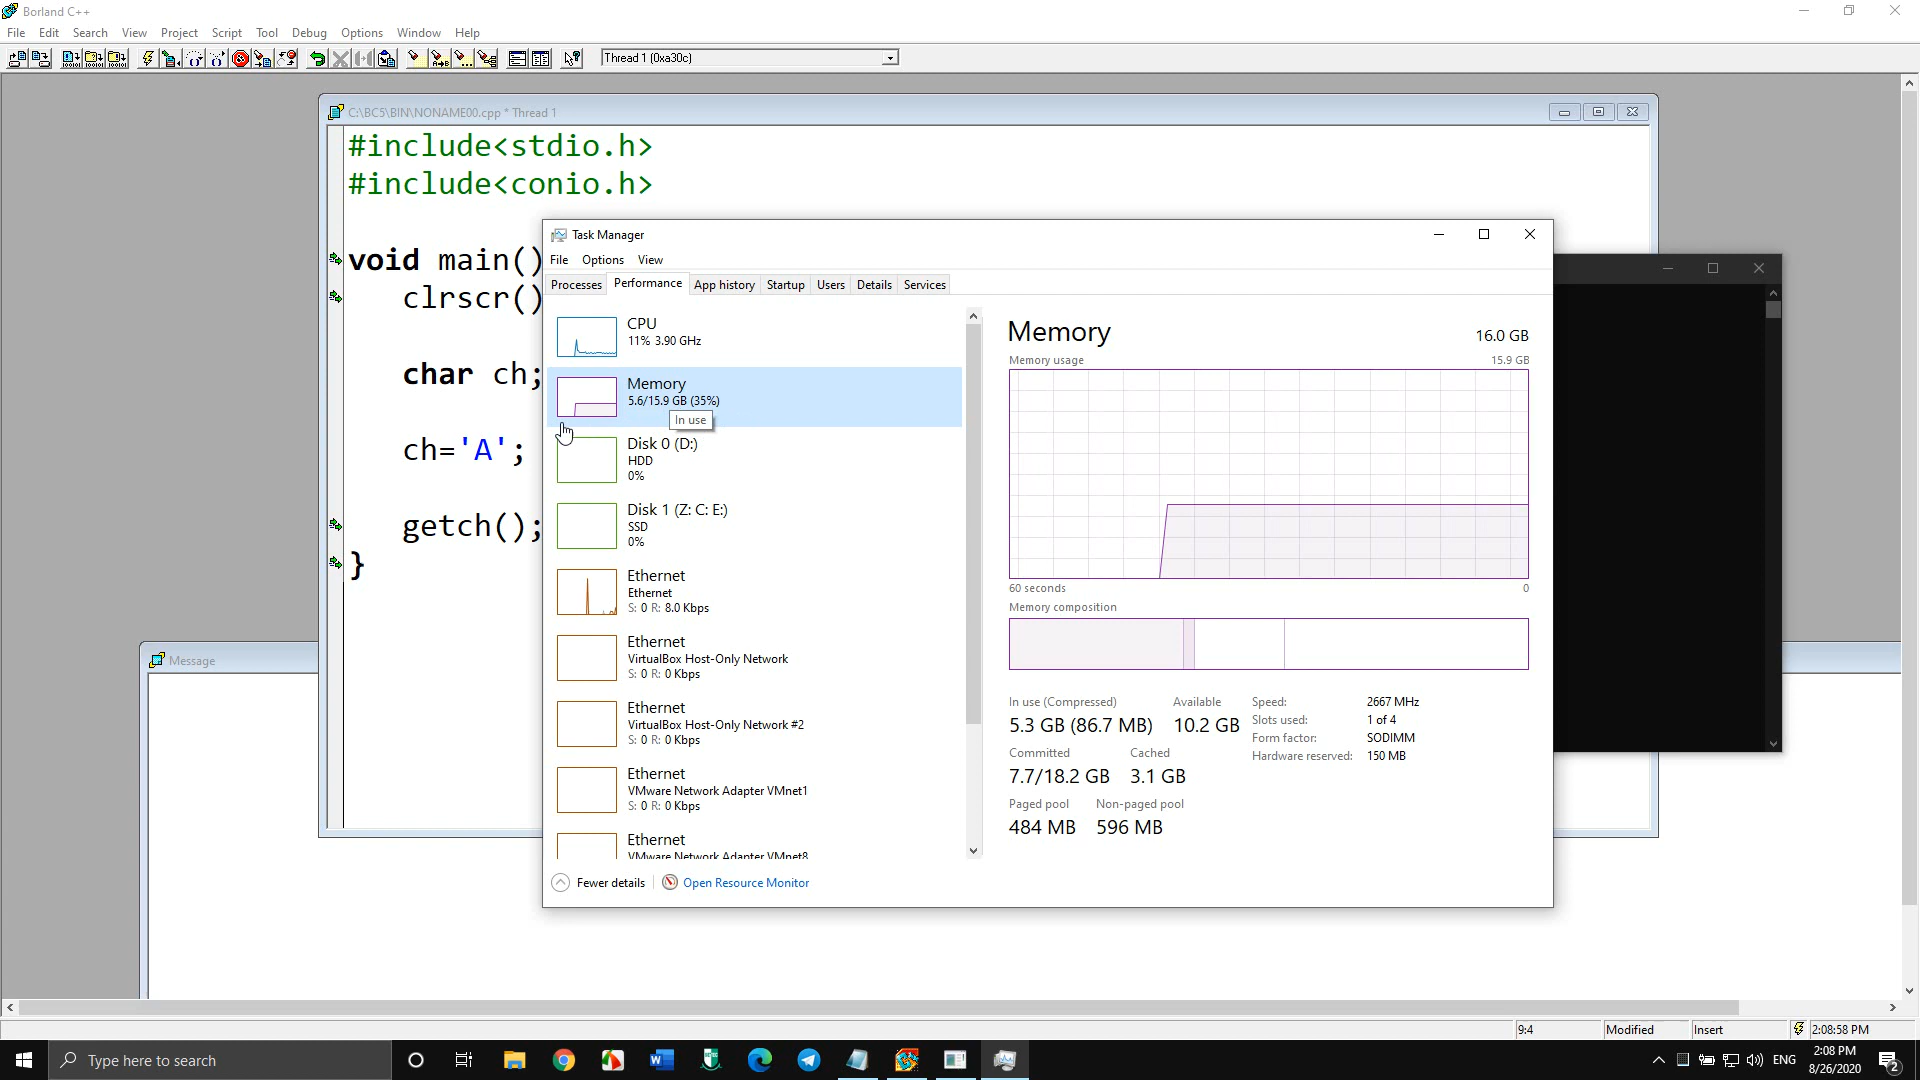 Borland C++
File Edit Search View Project Script Tool Debug Options Window Help
Thread 1 (0xa30c)
C:\BC5\BIN\NONAME00.cpp * Thread 1
#include<stdio.h>
#include<conio.h>
void main()
clrscr()
char ch;
ch='A';
getch();
}
Message
Task Manager
File Options View
Processes Performance App history Startup Users Details Services
CPU
11% 3.90 GHz
Memory
5.6/15.9 GB (35%)
In use
Disk 0 (D:)
HDD
0%
Disk 1 (Z: C: E:)
SSD
0%
Ethernet
Ethernet
S: 0 R: 8.0 Kbps
Ethernet
VirtualBox Host-Only Network
S: 0 R: 0 Kbps
Ethernet
VirtualBox Host-Only Network #2
S: 0 R: 0 Kbps
Ethernet
VMware Network Adapter VMnet1
S: 0 R: 0 Kbps
Ethernet
VMware Network Adapter VMnet8
Fewer details Open Resource Monitor
Memory 16.0 GB
Memory usage 15.9 GB
60 seconds 0
Memory composition
In use (Compressed) Available
5.3 GB (86.7 MB) 10.2 GB
Committed Cached
7.7/18.2 GB 3.1 GB
Paged pool Non-paged pool
484 MB 596 MB
Speed: 2667 MHz
Slots used: 1 of 4
Form factor: SODIMM
Hardware reserved: 150 MB
9:4 Modified Insert 2:08:58 PM
Type here to search
ENG
2:08 PM
8/26/2020
2